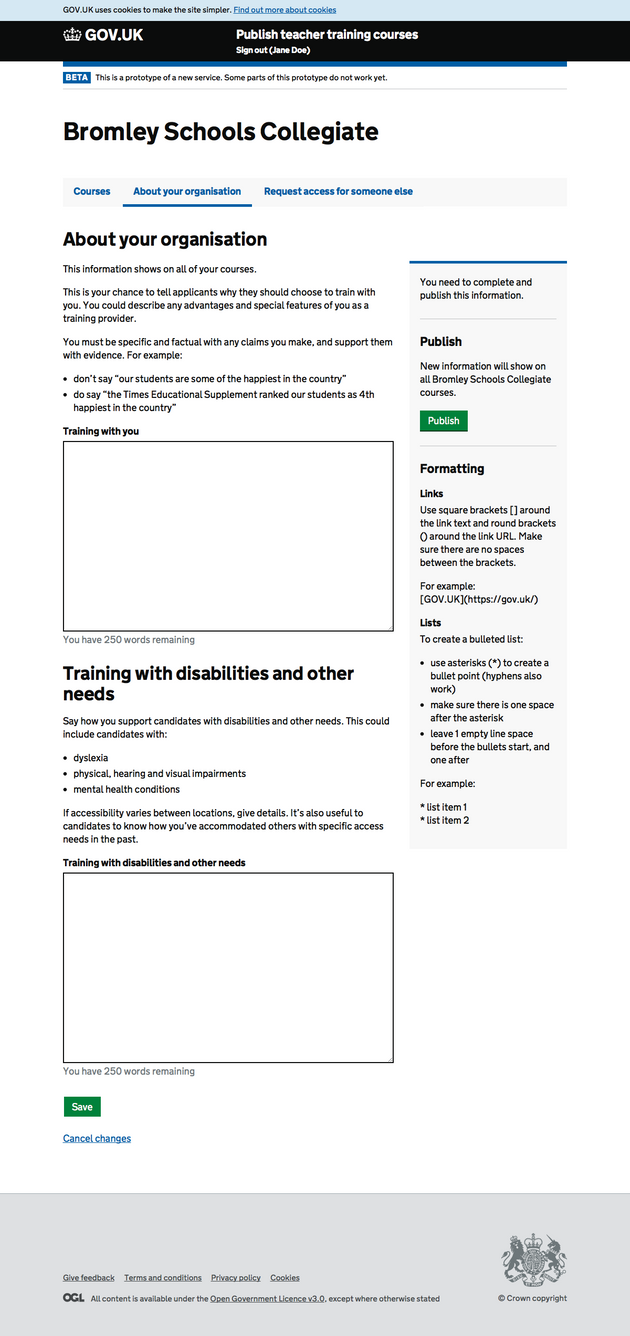 GOV.UK uses cookies to make the site simpler. Find out more about cookies
GOV.UK
Publish teacher training courses
Sign out (Jane Doe)
BETA This is a prototype of a new service. Some parts of this prototype do not work yet.
Bromley Schools Collegiate
Courses About your organisation Request access for someone else
About your organisation
This information shows on all of your courses.
This is your chance to tell applicants why they should choose to train with
you. You could describe any advantages and special features of you as a
training provider.
You must be specific and factual with any claims you make, and support them
with evidence. For example:
• don’t say “our students are some of the happiest in the country”
• do say “the Times Educational Supplement ranked our students as 4th
happiest in the country”
Training with you
You have 250 words remaining
Training with disabilities and other
needs
Say how you support candidates with disabilities and other needs. This could
include candidates with:
• dyslexia
• physical, hearing and visual impairments
• mental health conditions
If accessibility varies between locations, give details. It’s also useful to
candidates to know how you’ve accommodated others with specific access
needs in the past.
Training with disabilities and other needs
You have 250 words remaining
Save
Cancel changes
You need to complete and
publish this information.
Publish
New information will show on
all Bromley Schools Collegiate
courses.
Publish
Formatting
Links
Use square brackets [] around
the link text and round brackets
() around the link URL. Make
sure there are no spaces
between the brackets.
For example:
[GOV.UK](https://gov.uk/)
Lists
To create a bulleted list:
• use asterisks (*) to create a
bullet point (hyphens also
work)
• make sure there is one space
after the asterisk
• leave 1 empty line space
before the bullets start, and
one after
For example:
* list item 1
* list item 2
Give feedback Terms and conditions Privacy policy Cookies
OGL All content is available under the Open Government Licence v3.0, except where otherwise stated
© Crown copyright